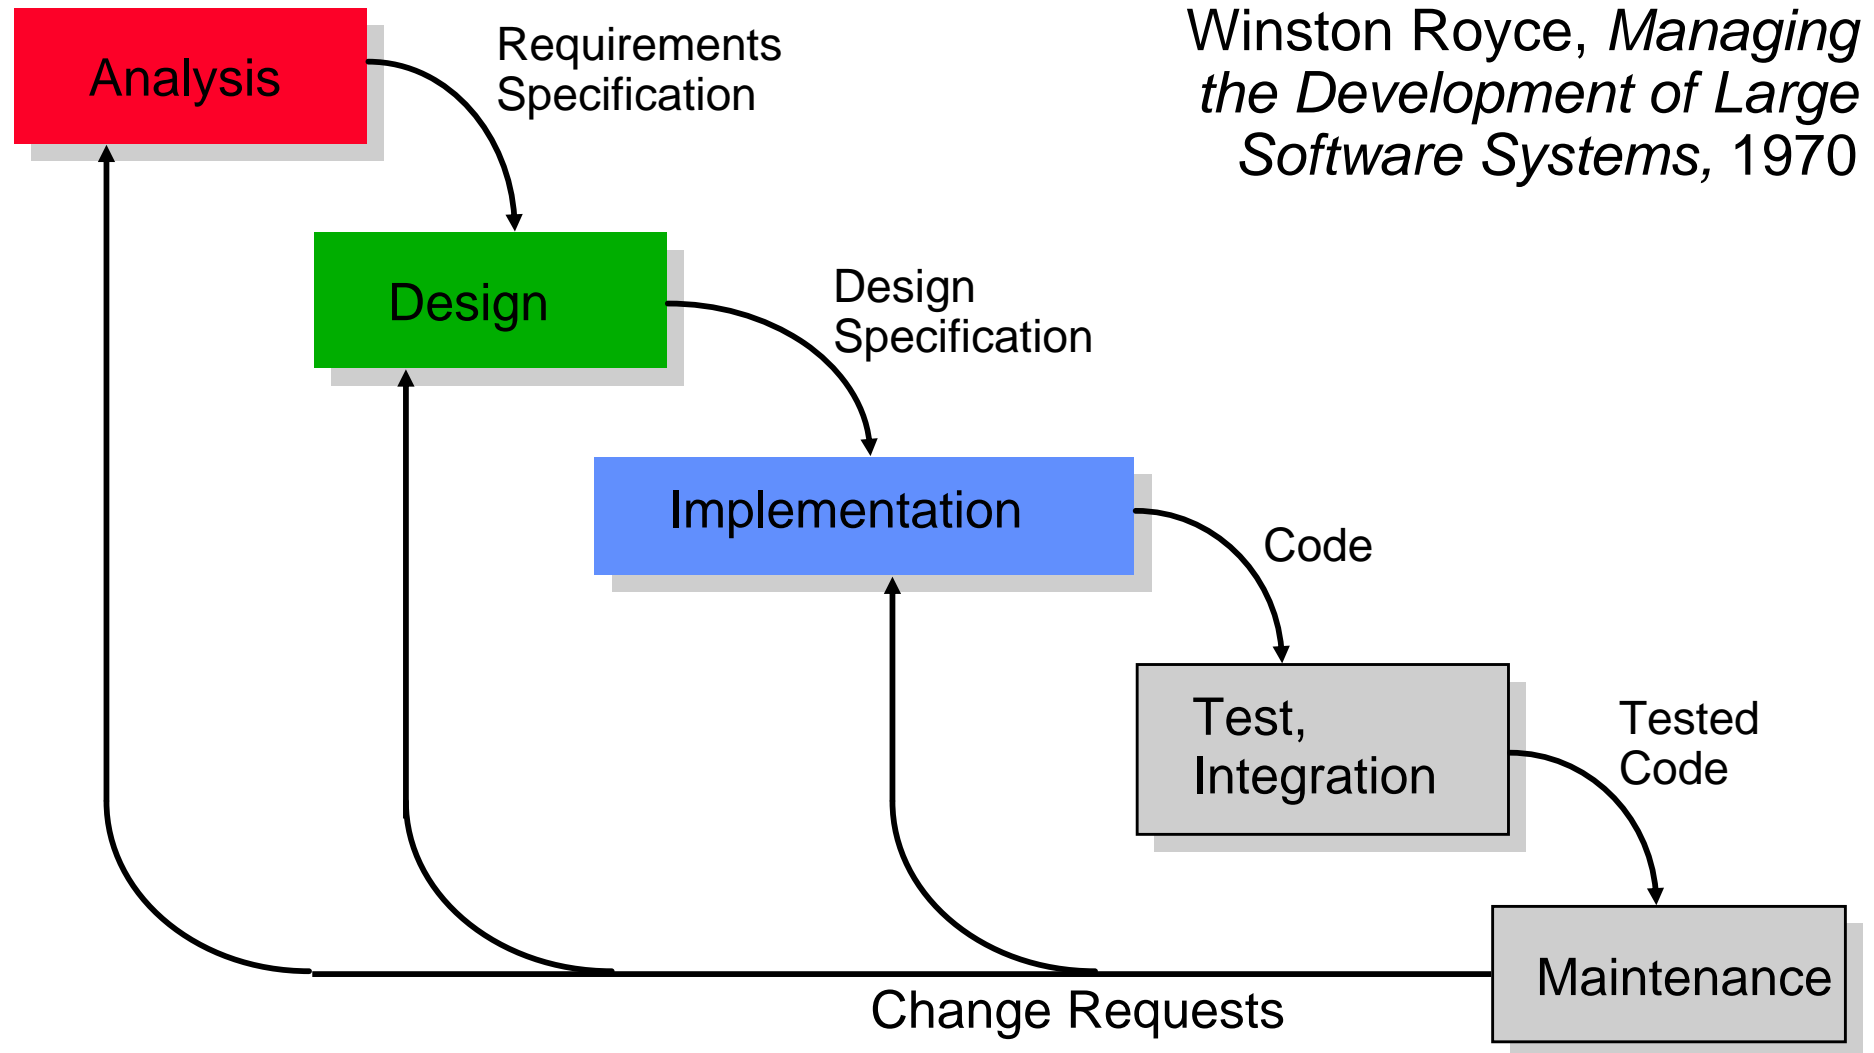 Winston Royce, Managing
the Development of Large
Software Systems, 1970
Analysis
Requirements
Specification
Design
Design
Specification
Implementation
Code
Test,
Integration
Tested
Code
Maintenance
Change Requests